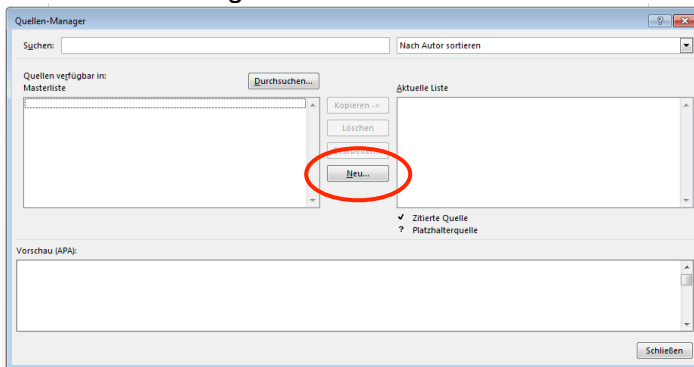 Quellen-Manager
Suchen:
Nach Autor sortieren
Quellen verfügbar in:
Masterliste
Durchsuchen...
Aktuelle Liste
Kopieren ->
Löschen
Neu...
✓ Zitierte Quelle
? Platzhalterquelle
Vorschau (APA):
Schließen